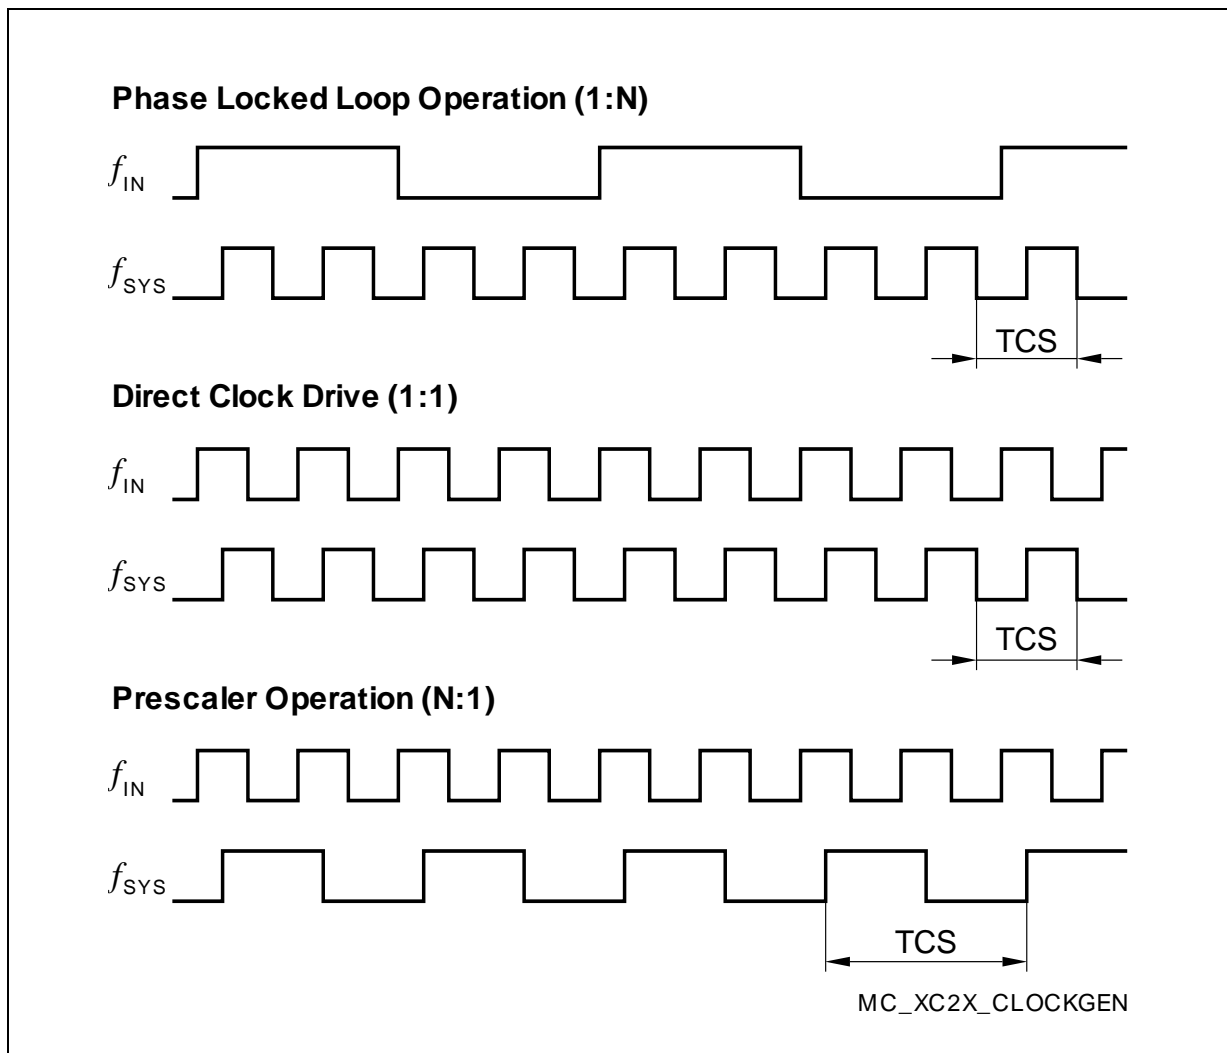 Phase Locked Loop Operation (1:N)
fIN
fSYS
TCS
Direct Clock Drive (1:1)
fIN
fSYS
TCS
Prescaler Operation (N:1)
fIN
fSYS
TCS
MC_XC2X_CLOCKGEN